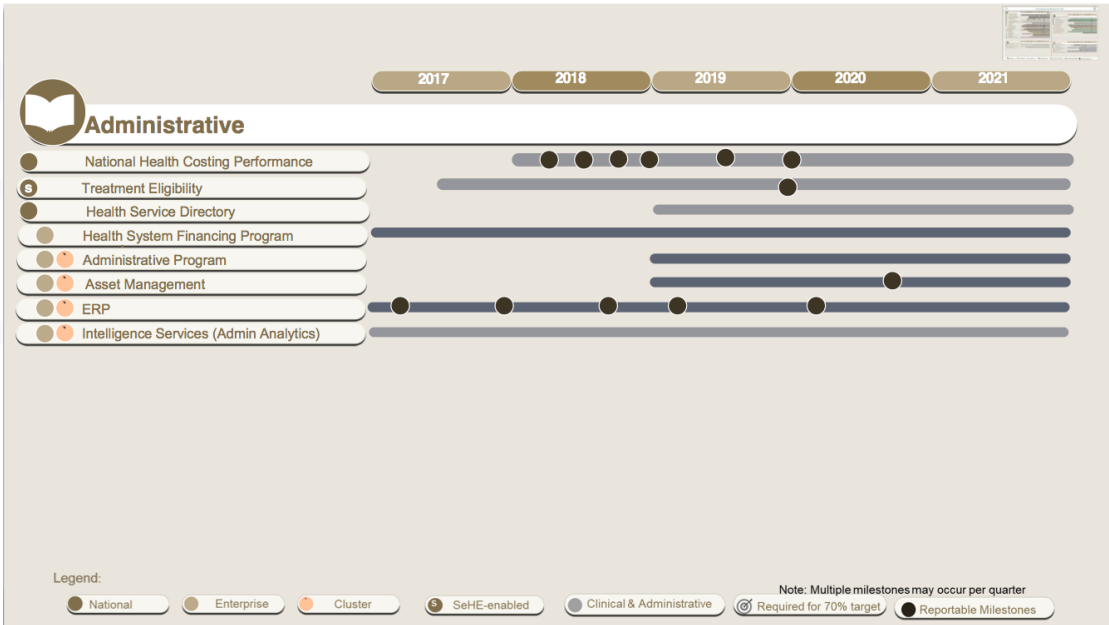 2017 2018 2019 2020 2021
Administrative
National Health Costing Performance
S Treatment Eligibility
Health Service Directory
Health System Financing Program
Administrative Program
Asset Management
ERP
Intelligence Services (Admin Analytics)
Legend:
Note: Multiple milestones may occur per quarter
National Enterprise Cluster S SeHE-enabled Clinical & Administrative Required for 70% target Reportable Milestones